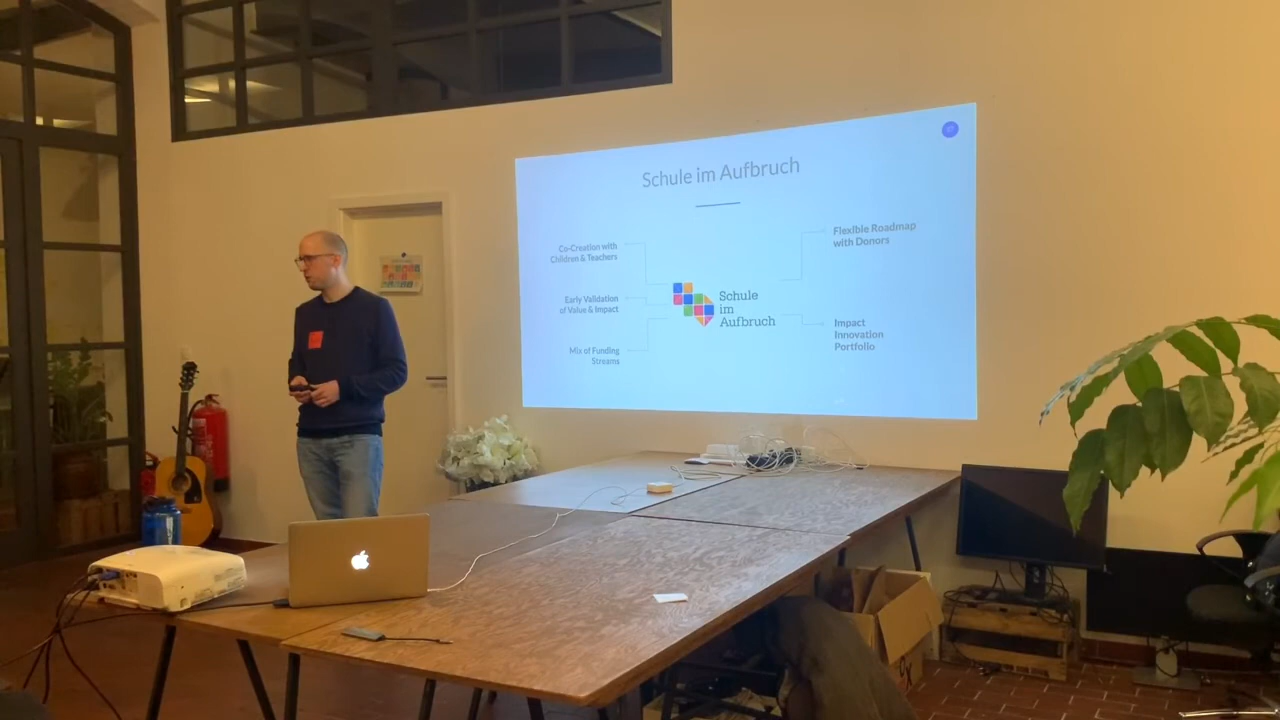 Schule im Aufbruch
Co-Creation with
Children & Teachers
Early Validation
of Value & Impact
Mix of Funding
Streams
Schule
im
Aufbruch
Flexible Roadmap
with Donors
Impact
Innovation
Portfolio